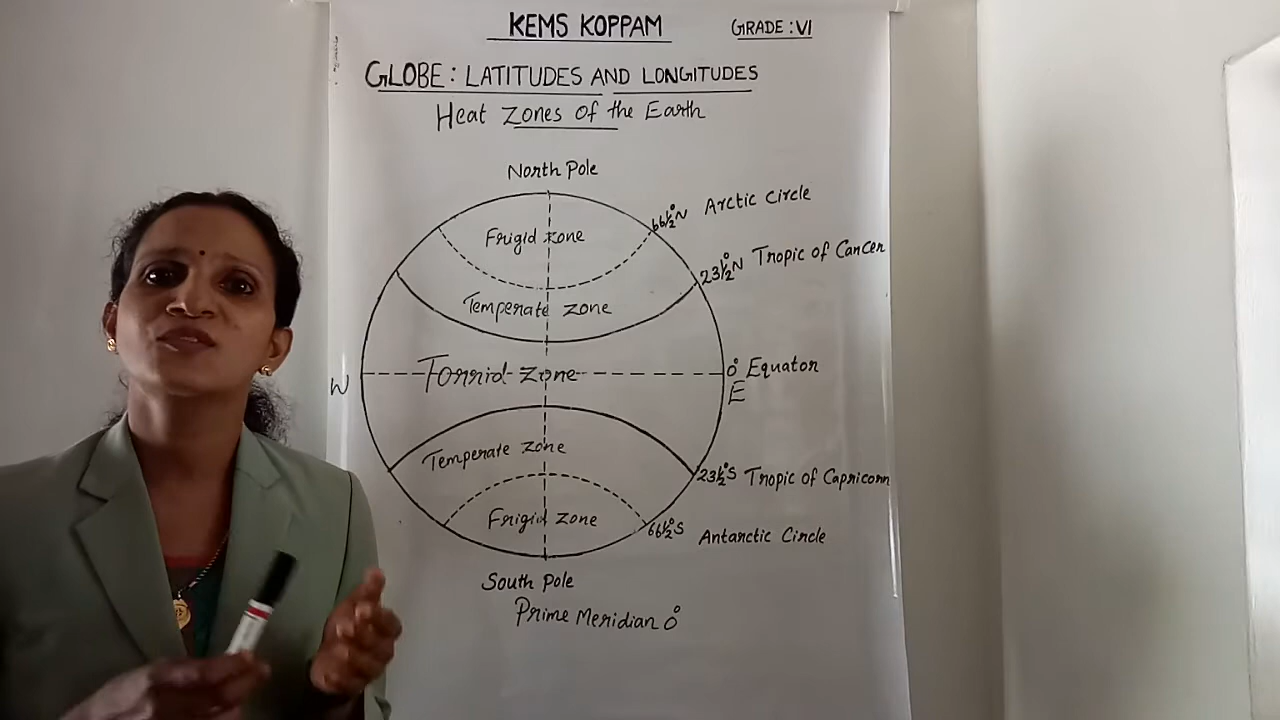 KEMS KOPPAM
GRADE : VI
GLOBE : LATITUDES AND LONGITUDES
Heat Zones of the Earth
North Pole
66½°N Arctic Circle
Frigid zone
23½°N Tropic of Cancer
Temperate zone
W Torrid zone 0° Equator
E
Temperate zone
23½°S Tropic of Capricorn
Frigid zone
66½°S Antarctic Circle
South Pole
Prime Meridian 0°